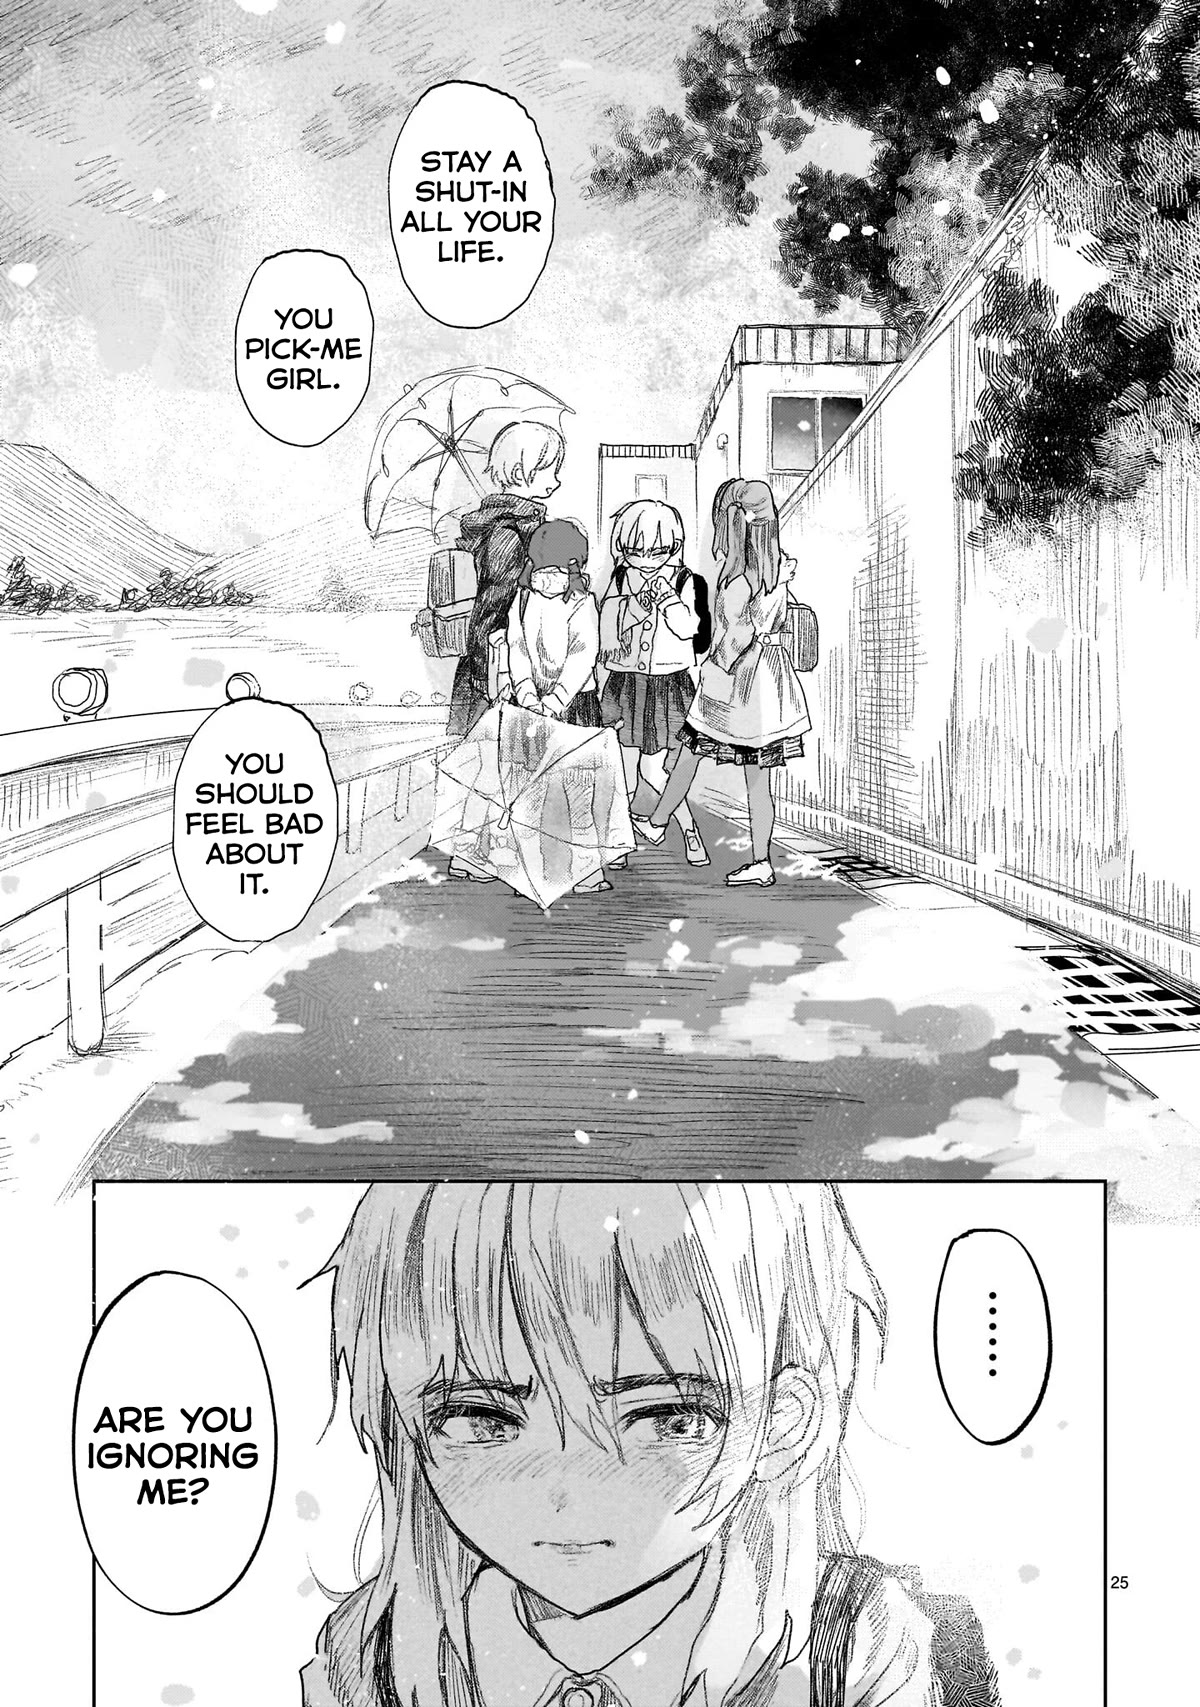 STAY A
SHUT-IN
ALL YOUR
LIFE.
YOU
PICK-ME
GIRL.
YOU
SHOULD
FEEL BAD
ABOUT
IT.
......
ARE YOU
IGNORING
ME?
25